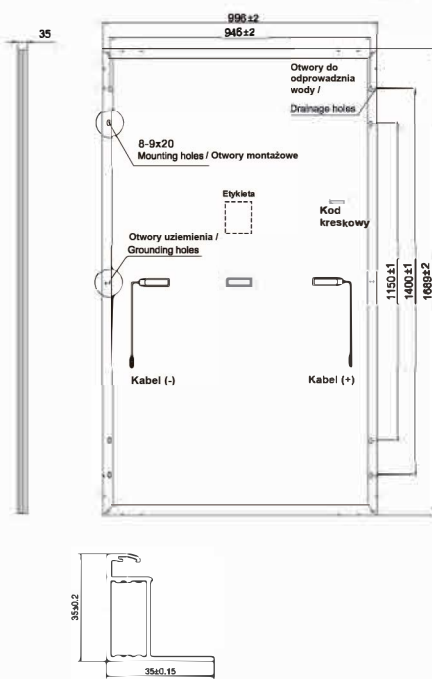 996±2
946±2
35
Otwory do
odprowadznia
wody /
Drainage holes
8-9x20
Mounting holes / Otwory montażowe
Etykieta
Kod
kreskowy
Otwory uziemienia /
Grounding holes
1150±1
1400±1
1689±2
Kabel (-)
Kabel (+)
35±0.2
35±0.15